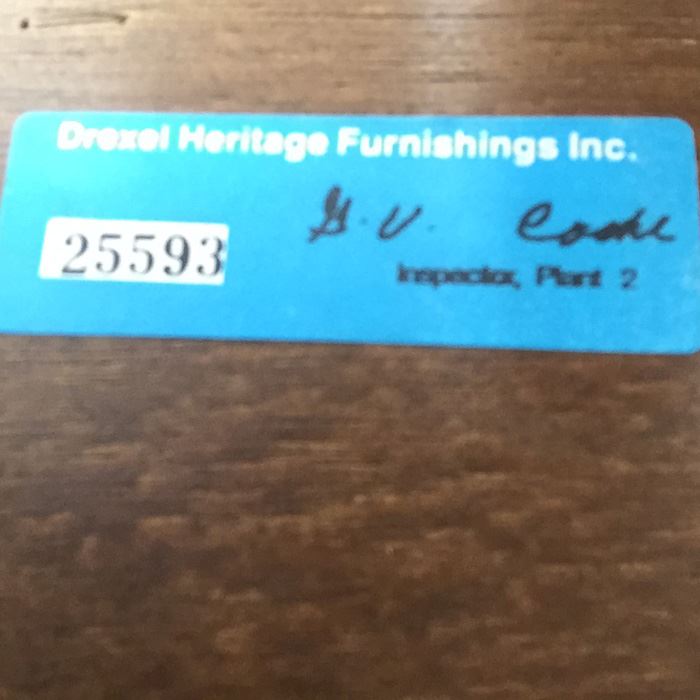 Drexel Heritage Furnishings Inc.
25593
Inspector, Plant 2